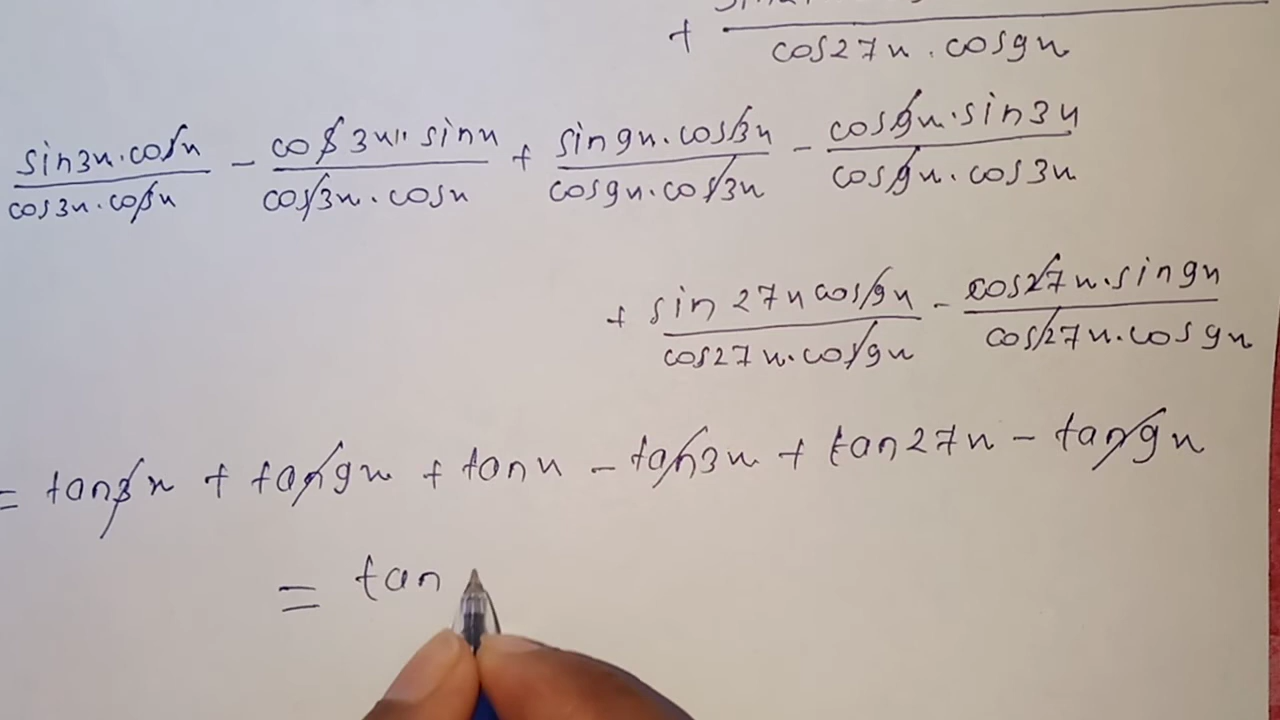 + cos27x . cos9x
sin3x.cosx / cos3x.cosx - cos3x.sinx / cos3x.cosx + sin9x.cos3x / cos9x.cos3x - cos9x.sin3x / cos9x.cos3x
+ sin27x cos9x / cos27x.cos9x - cos27x.sin9x / cos27x.cos9x
= tan3x + tan9x + tanx - tan3x + tan27x - tan9x
= tan